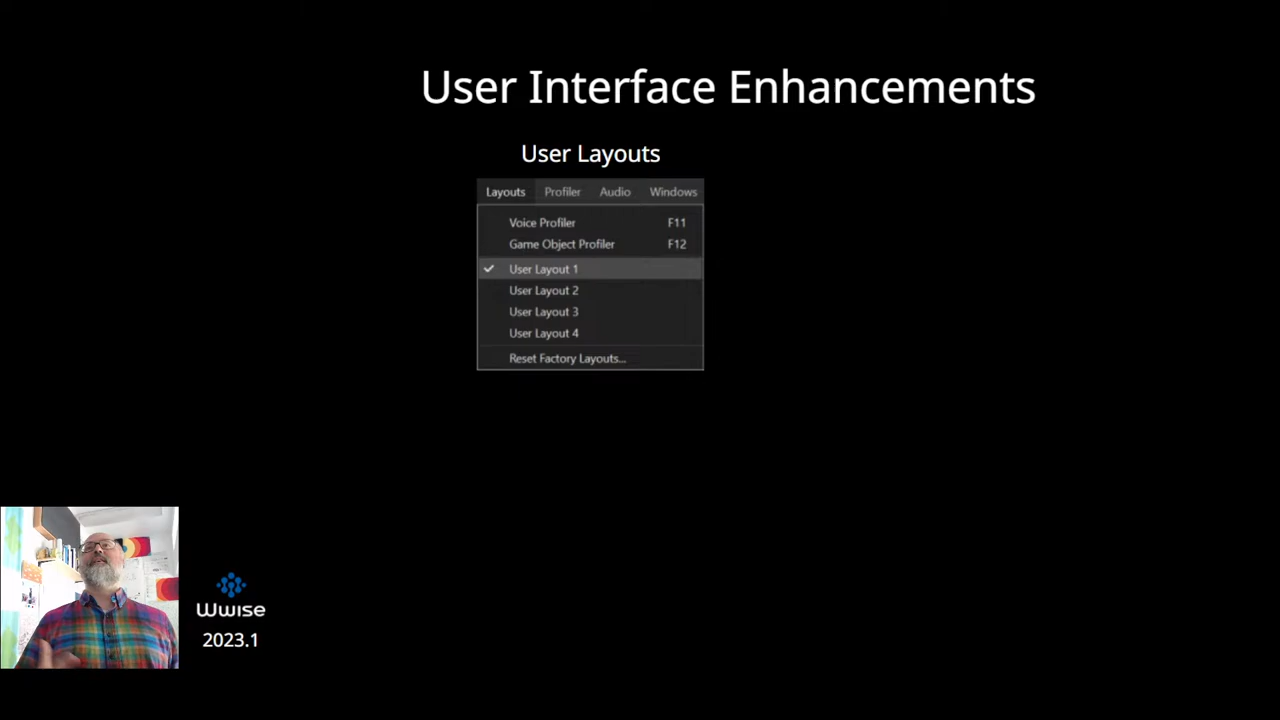 User Interface Enhancements
User Layouts
Layouts Profiler Audio Windows
Voice Profiler F11
Game Object Profiler F12
User Layout 1
User Layout 2
User Layout 3
User Layout 4
Reset Factory Layouts...
Wwise
2023.1